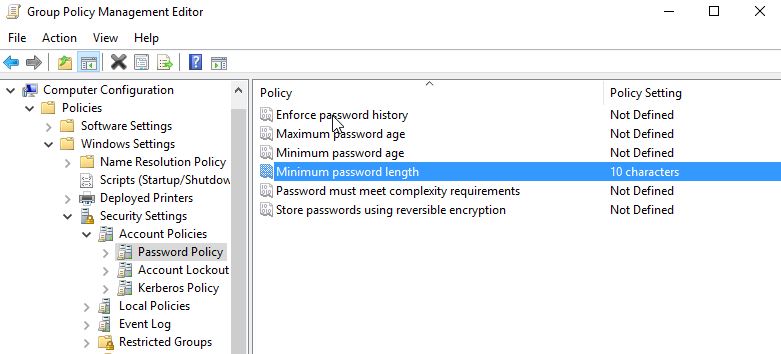 Group Policy Management Editor
File Action View Help
Computer Configuration
Policies
Software Settings
Windows Settings
Name Resolution Policy
Scripts (Startup/Shutdow
Deployed Printers
Security Settings
Account Policies
Password Policy
Account Lockout
Kerberos Policy
Local Policies
Event Log
Restricted Groups
Policy Policy Setting
Enforce password history Not Defined
Maximum password age Not Defined
Minimum password age Not Defined
Minimum password length 10 characters
Password must meet complexity requirements Not Defined
Store passwords using reversible encryption Not Defined